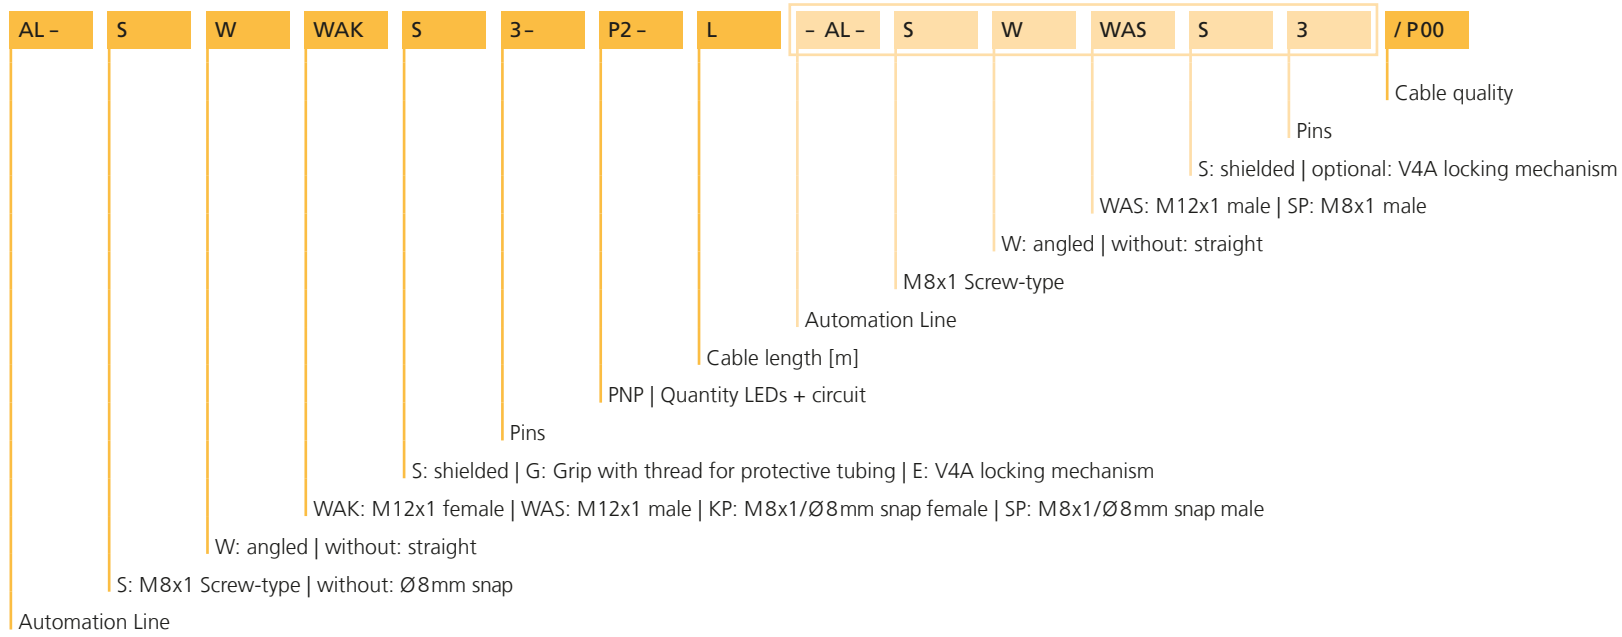 AL – S W WAK S 3 – P2 – L – AL – S W WAS S 3 / P00
Cable quality
Pins
S: shielded | optional: V4A locking mechanism
WAS: M12x1 male | SP: M8x1 male
W: angled | without: straight
M8x1 Screw-type
Automation Line
Cable length [m]
PNP | Quantity LEDs + circuit
Pins
S: shielded | G: Grip with thread for protective tubing | E: V4A locking mechanism
WAK: M12x1 female | WAS: M12x1 male | KP: M8x1/Ø8mm snap female | SP: M8x1/Ø8mm snap male
W: angled | without: straight
S: M8x1 Screw-type | without: Ø8mm snap
Automation Line